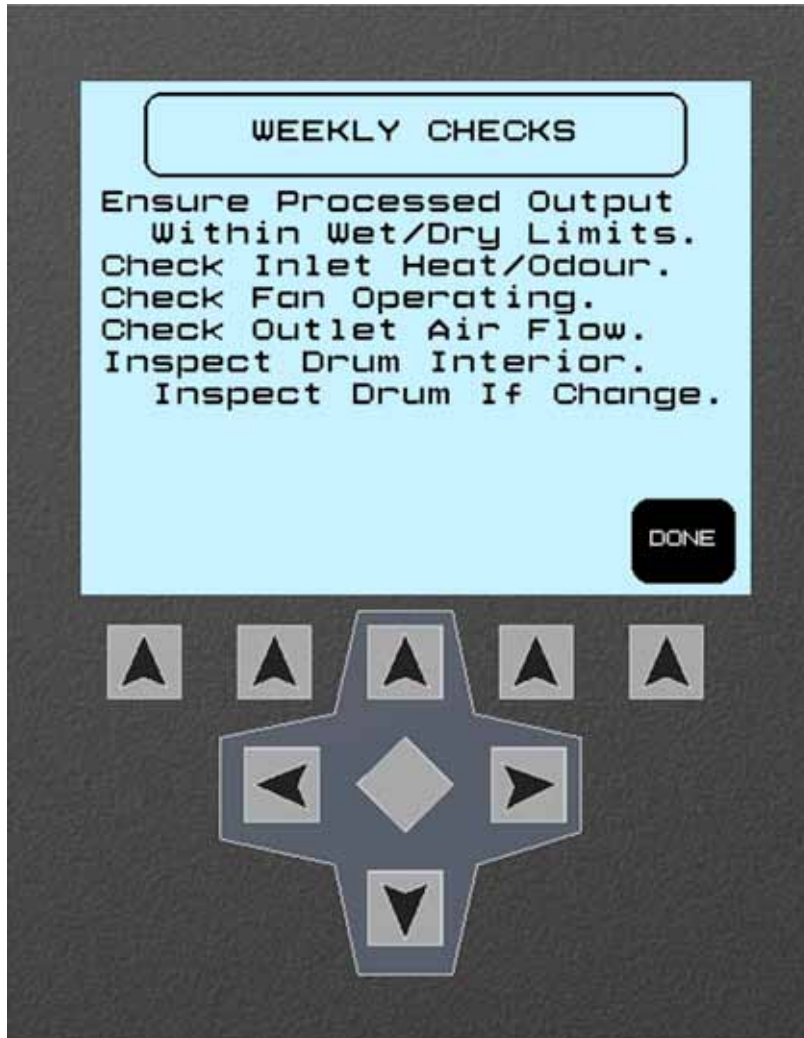 WEEKLY CHECKS
Ensure Processed Output
Within Wet/Dry Limits.
Check Inlet Heat/Odour.
Check Fan Operating.
Check Outlet Air Flow.
Inspect Drum Interior.
Inspect Drum If Change.
DONE